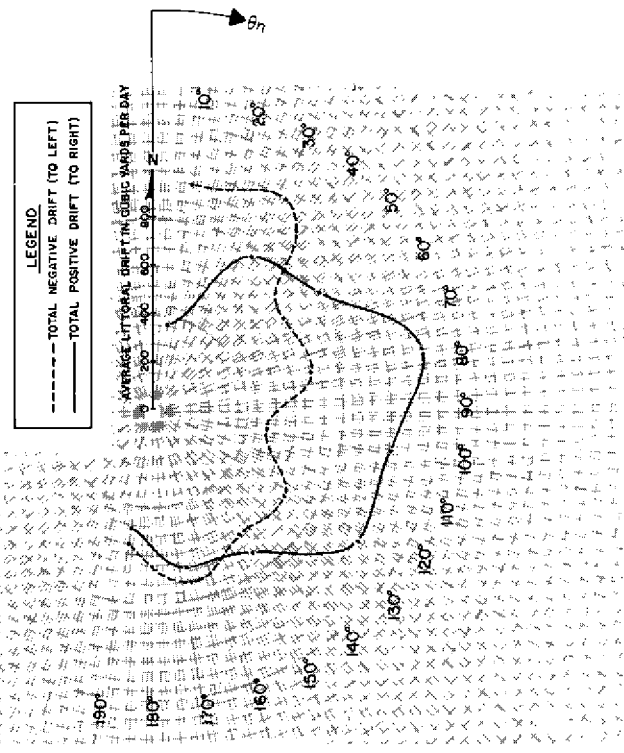 LEGEND
TOTAL NEGATIVE DRIFT (TO LEFT)
TOTAL POSITIVE DRIFT (TO RIGHT)
AVERAGE LITTORAL DRIFT IN CUBIC YARDS PER DAY
0 200 400 600 800
N
θn
10°
20°
30°
40°
50°
60°
70°
80°
90°
100°
110°
120°
130°
140°
150°
160°
170°
180°
190°